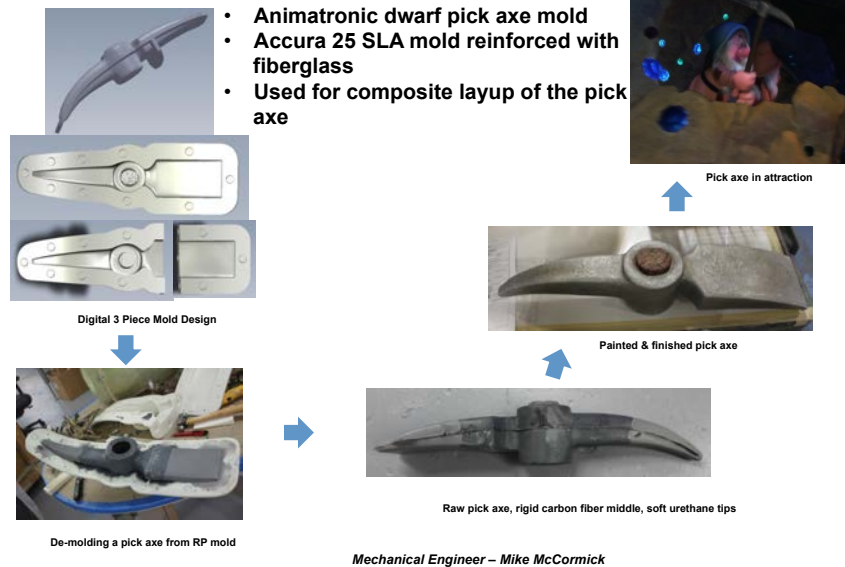 • Animatronic dwarf pick axe mold
• Accura 25 SLA mold reinforced with
fiberglass
• Used for composite layup of the pick
axe
Pick axe in attraction
Digital 3 Piece Mold Design
Painted & finished pick axe
Raw pick axe, rigid carbon fiber middle, soft urethane tips
De-molding a pick axe from RP mold
Mechanical Engineer – Mike McCormick